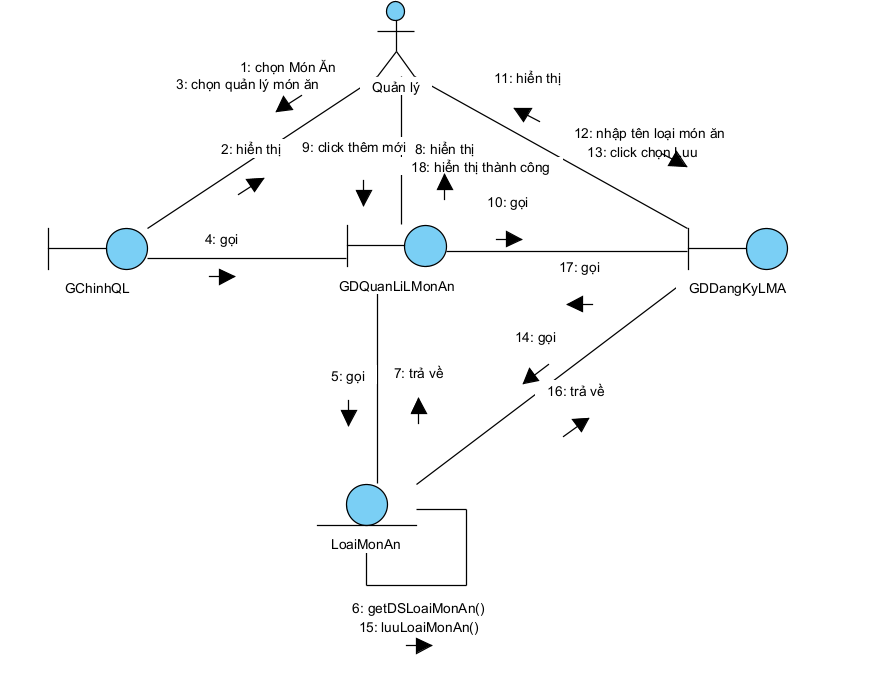 Quản lý
1: chọn Món Ăn
3: chọn quản lý món ăn
11: hiển thị
12: nhập tên loại món ăn
13: click chọn Luu
2: hiển thị
9: click thêm mới
8: hiển thị
18: hiển thị thành công
10: gọi
4: gọi
17: gọi
GChinhQL
GDQuanLiLMonAn
GDDangKyLMA
14: gọi
5: gọi
7: trả về
16: trả về
LoaiMonAn
6: getDSLoaiMonAn()
15: luuLoaiMonAn()